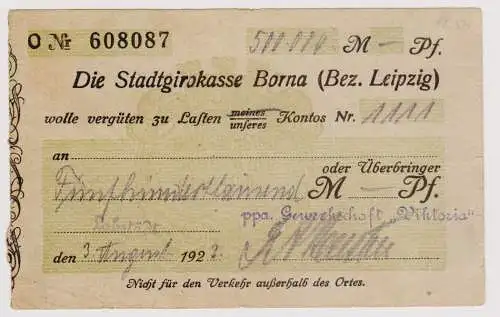 O № 608087 500 000 M — Pf.
Die Stadtgirokasse Borna (Bez. Leipzig)
wolle vergüten zu Lasten meines/unseres Kontos Nr. 1111
an
oder Überbringer
Fünfhunderttausend M — Pf.
ppa. Gewerkschaft „Viktoria"
den 3. August 1923.
Nicht für den Verkehr außerhalb des Ortes.